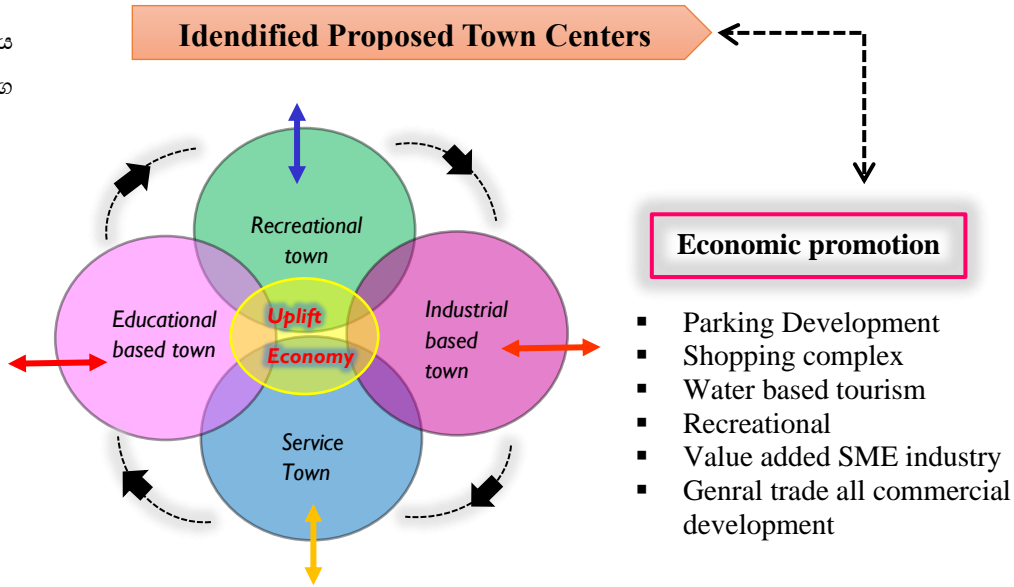 Idendified Proposed Town Centers
ය
Recreational
town
Educational
based town
Uplift
Economy
Industrial
based
town
Service
Town
Economic promotion
▪ Parking Development
▪ Shopping complex
▪ Water based tourism
▪ Recreational
▪ Value added SME industry
▪ Genral trade all commercial
development